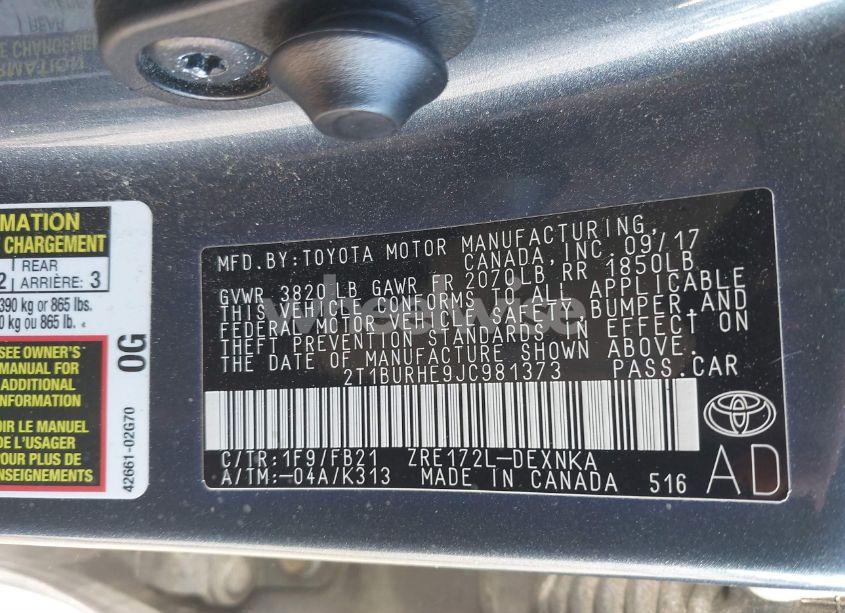 MFD.BY:TOYOTA MOTOR MANUFACTURING,
CANADA, INC. 09/17
GVWR 3820LB GAWR FR 2070LB, RR 1850LB
THIS VEHICLE CONFORMS TO ALL APPLICABLE
FEDERAL MOTOR VEHICLE SAFETY, BUMPER, AND
THEFT PREVENTION STANDARDS IN EFFECT ON
THE DATE OF MANUFACTURE SHOWN ABOVE.
2T1BURHE9JC981373 PASS.CAR
C/TR:1F9/FB21 ZRE172L-DEXNKA
A/TM:-04A/K313 MADE IN CANADA 516
AD
MATION
CHARGEMENT
2 REAR
ARRIÈRE: 3
390 kg or 865 lbs.
0 kg ou 865 lb.
SEE OWNER'S
MANUAL FOR
ADDITIONAL
INFORMATION
OIR LE MANUEL
DE L'USAGER
POUR PLUS DE
ENSEIGNEMENTS
0G
42661-02G70